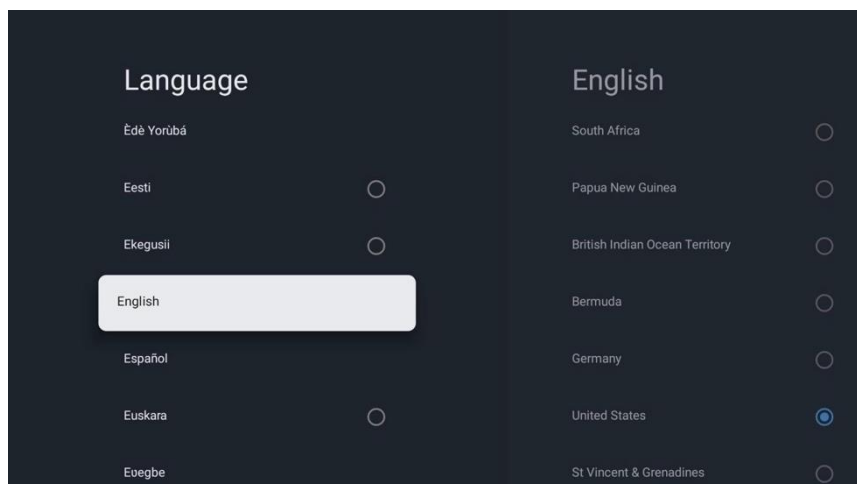 Language
Èdè Yorùbá
Eesti
Ekegusii
English
Español
Euskara
Eʋegbe
English
South Africa
Papua New Guinea
British Indian Ocean Territory
Bermuda
Germany
United States
St Vincent & Grenadines